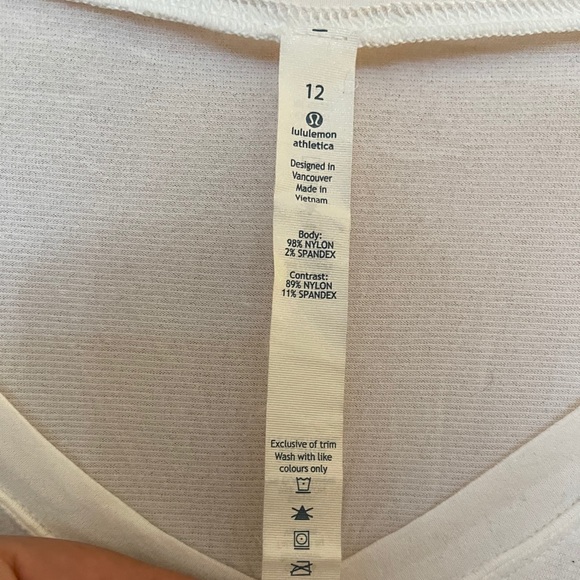 12
lululemon
athletica
Designed in
Vancouver
Made in
Vietnam
Body:
98% NYLON
2% SPANDEX
Contrast:
89% NYLON
11% SPANDEX
Exclusive of trim
Wash with like
colours only